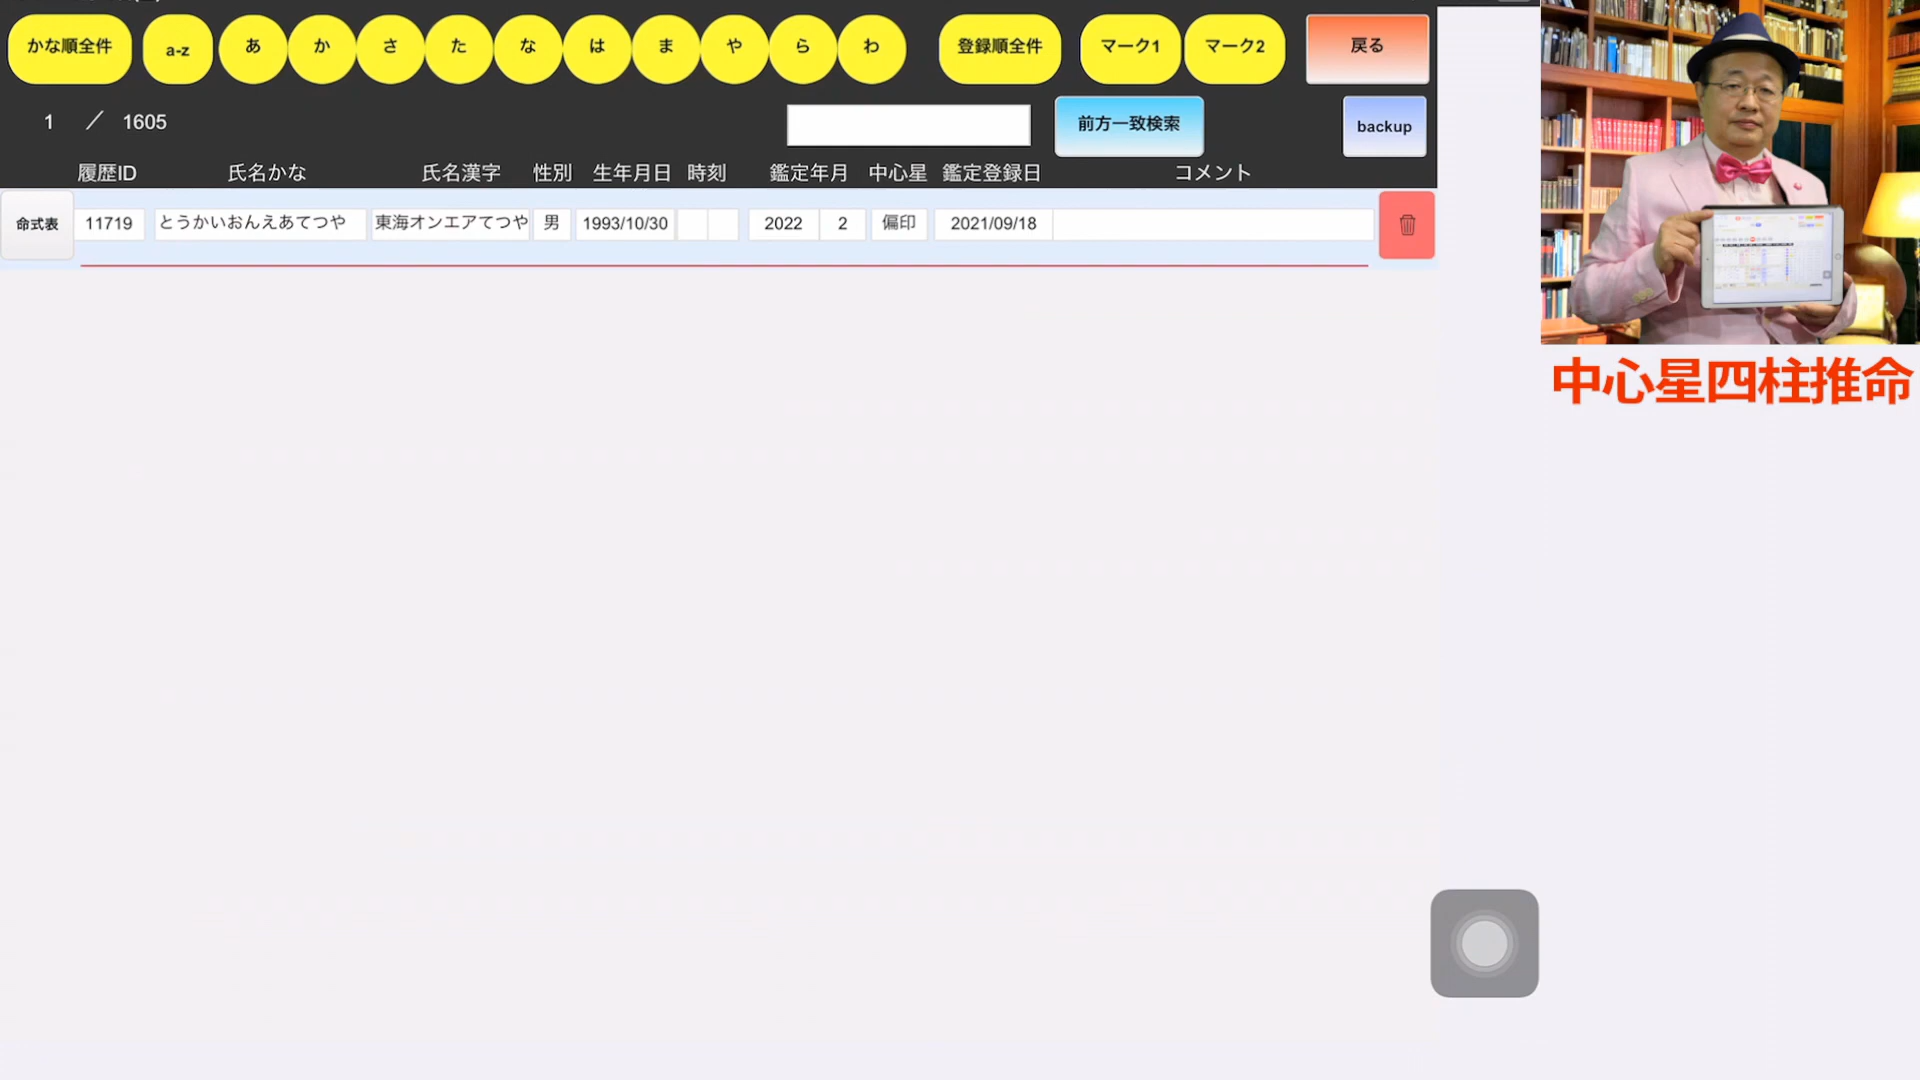 かな順全件 a-z あ か さ た な は ま や ら わ 登録順全件 マーク1 マーク2 戻る
1 / 1605 前方一致検索 backup
履歴ID 氏名かな 氏名漢字 性別 生年月日 時刻 鑑定年月 中心星 鑑定登録日 コメント
命式表 11719 とうかいおんえあてつや 東海オンエアてつや 男 1993/10/30 2022 2 偏印 2021/09/18
中心星四柱推命